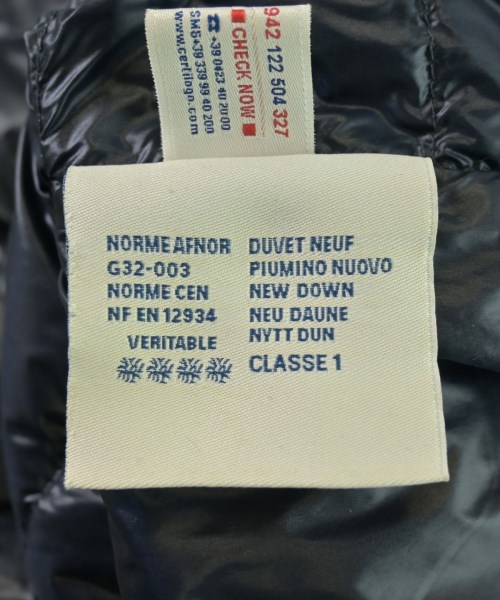 942 122 504 327
■ CHECK NOW ■
☎ +39 0423 40 20 00
SMS+39 339 99 40 200
www.certilogo.com
NORME AFNOR
G32-003
NORME CEN
NF EN 12934
VERITABLE
DUVET NEUF
PIUMINO NUOVO
NEW DOWN
NEU DAUNE
NYTT DUN
CLASSE 1